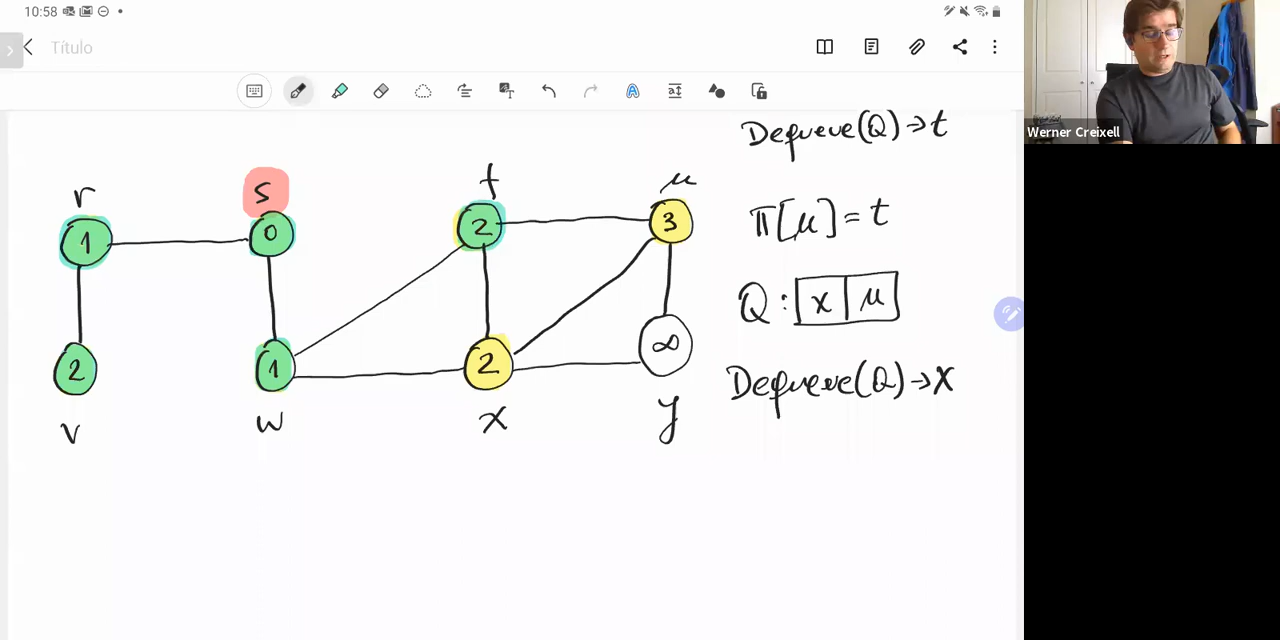 10:58
Título
Dequeue(Q) → t
r
s
t
μ
1
0
2
3
π[μ] = t
Q : x μ
2
1
2
∞
Dequeue(Q) → x
v
w
x
y
Werner Creixell